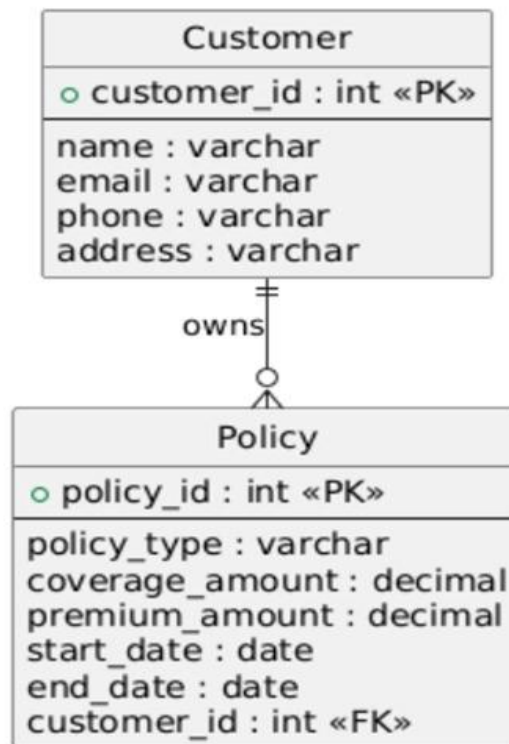 Customer
customer_id : int «PK»
name : varchar
email : varchar
phone : varchar
address : varchar
owns
Policy
policy_id : int «PK»
policy_type : varchar
coverage_amount : decimal
premium_amount : decimal
start_date : date
end_date : date
customer_id : int «FK»